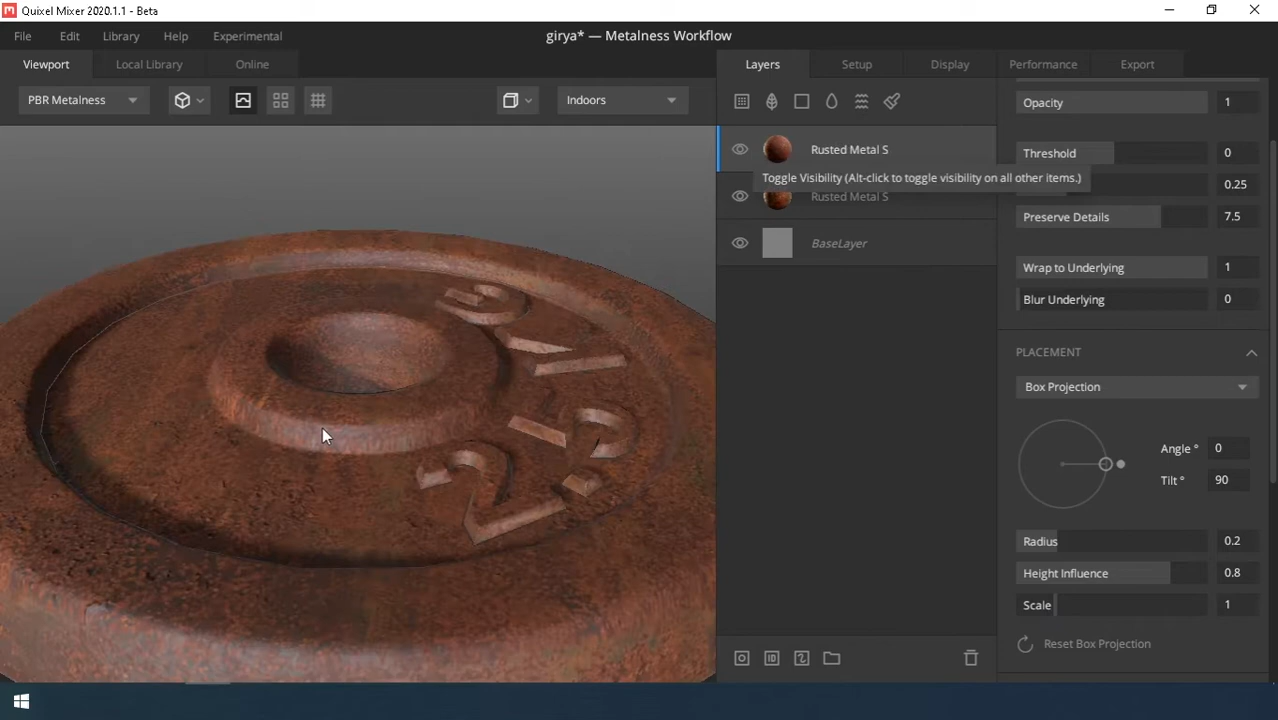 Quixel Mixer 2020.1.1 - Beta
File Edit Library Help Experimental
girya* — Metalness Workflow
Viewport Local Library Online
Layers Setup Display Performance Export
PBR Metalness
Indoors
Opacity 1
Rusted Metal S
Threshold 0
Toggle Visibility (Alt-click to toggle visibility on all other items.)
0.25
Rusted Metal S
Preserve Details 7.5
BaseLayer
Wrap to Underlying 1
Blur Underlying 0
PLACEMENT
Box Projection
Angle ° 0
Tilt ° 90
Radius 0.2
Height Influence 0.8
Scale 1
Reset Box Projection
2.5